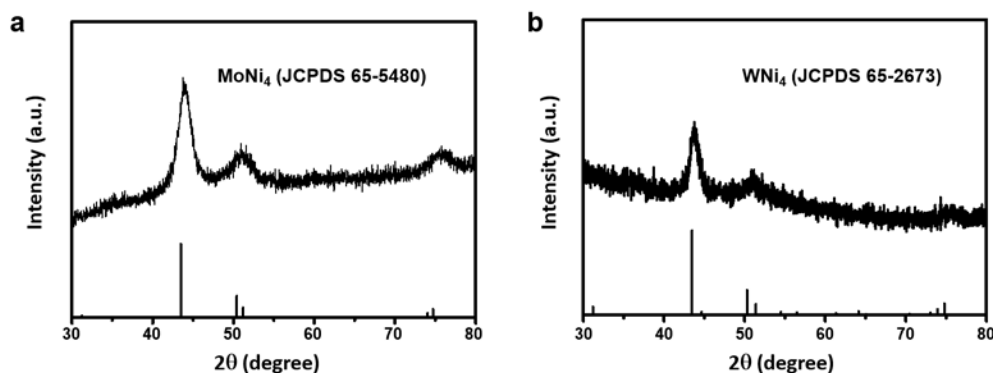 a
MoNi₄ (JCPDS 65-5480)
Intensity (a.u.)
30 40 50 60 70 80
2θ (degree)
b
WNi₄ (JCPDS 65-2673)
Intensity (a.u.)
30 40 50 60 70 80
2θ (degree)